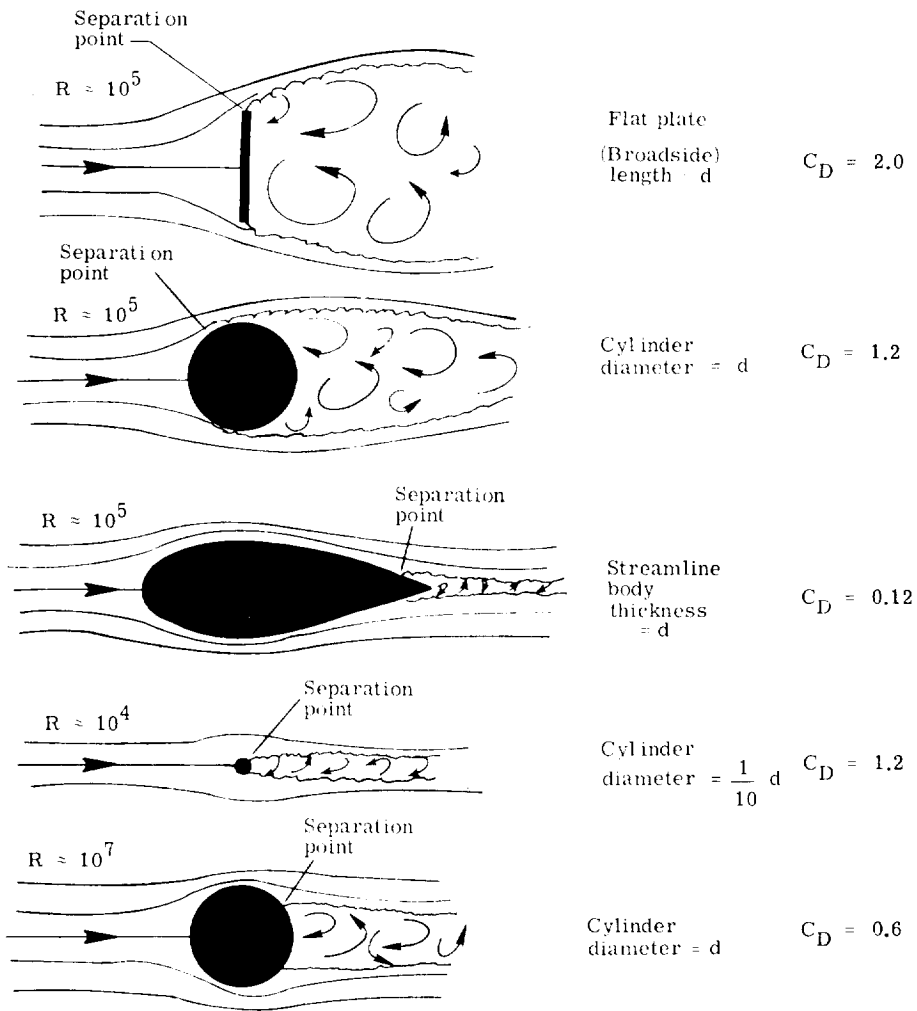 Separation
point
R ≈ 10⁵
Flat plate
(Broadside)
length = d
C_D = 2.0
Separation
point
R ≈ 10⁵
Cylinder
diameter = d
C_D = 1.2
Separation
point
R ≈ 10⁵
Streamline
body
thickness
= d
C_D = 0.12
Separation
point
R ≈ 10⁴
Cylinder
diameter = 1/10 d
C_D = 1.2
Separation
point
R ≈ 10⁷
Cylinder
diameter = d
C_D = 0.6